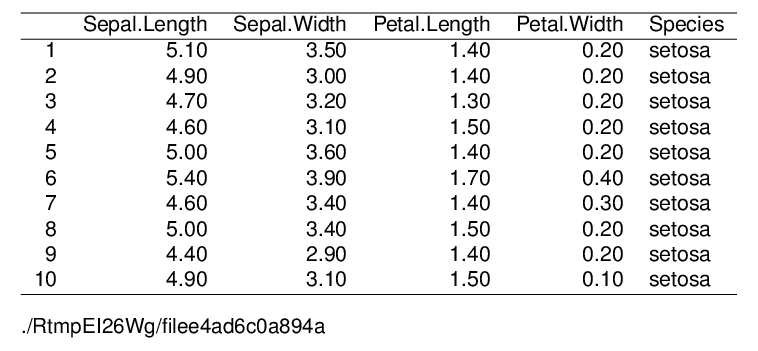 Sepal.Length Sepal.Width Petal.Length Petal.Width Species
1 5.10 3.50 1.40 0.20 setosa
2 4.90 3.00 1.40 0.20 setosa
3 4.70 3.20 1.30 0.20 setosa
4 4.60 3.10 1.50 0.20 setosa
5 5.00 3.60 1.40 0.20 setosa
6 5.40 3.90 1.70 0.40 setosa
7 4.60 3.40 1.40 0.30 setosa
8 5.00 3.40 1.50 0.20 setosa
9 4.40 2.90 1.40 0.20 setosa
10 4.90 3.10 1.50 0.10 setosa
./RtmpEI26Wg/filee4ad6c0a894a